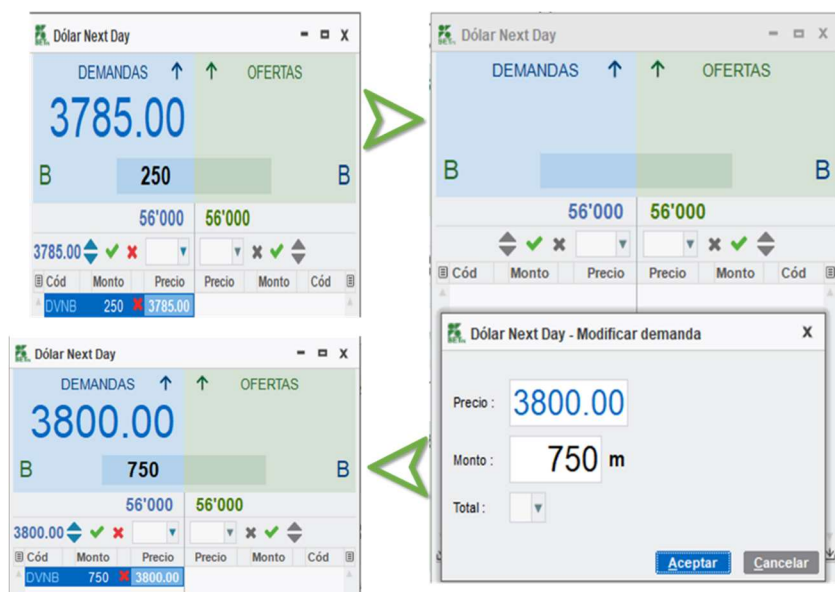 Dólar Next Day
DEMANDAS OFERTAS
3785.00
B 250 B
56'000 56'000
3785.00
Cód Monto Precio Precio Monto Cód
DVNB 250 3785.00
Dólar Next Day
DEMANDAS OFERTAS
B B
56'000 56'000
Cód Monto Precio Precio Monto Cód
Dólar Next Day - Modificar demanda
Precio : 3800.00
Monto : 750 m
Total :
Aceptar Cancelar
Dólar Next Day
DEMANDAS OFERTAS
3800.00
B 750 B
56'000 56'000
3800.00
Cód Monto Precio Precio Monto Cód
DVNB 750 3800.00